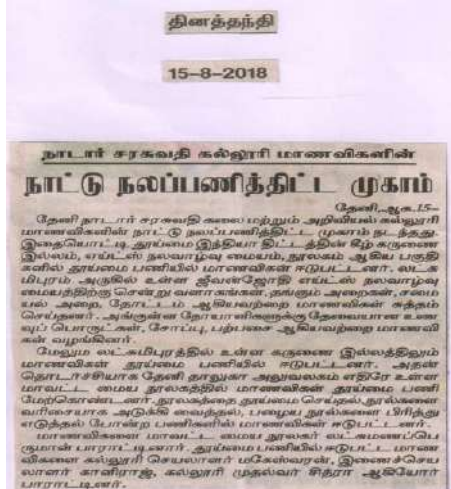 தினத்தந்தி
15-8-2018
நாடார் சரசுவதி கல்லூரி மாணவிகளின்
நாட்டு நலப்பணித்திட்ட முகாம்
தேனி,ஆக.15-
தேனி நாடார் சரசுவதி கலை மற்றும் அறிவியல் கல்லூரி
மாணவிகளின் நாட்டு நலப்பணித்திட்ட முகாம் நடந்தது.
இதையொட்டி தூய்மை இந்தியா திட்டத்தின் கீழ் கருணை
இல்லம், எய்ட்ஸ் நலவாழ்வு மையம், நூலகம் ஆகிய பகுதி
களில் தூய்மை பணியில் மாணவிகள் ஈடுபட்டனர். லட்சு
மிபுரம் அருகில் உள்ள ஜீவன்ஜோதி எய்ட்ஸ் நலவாழ்வு
மையத்திற்கு சென்று வளாகங்கள், தங்கும் அறைகள், சமை
யல் அறை, தோட்டம் ஆகியவற்றை மாணவிகள் சுத்தம்
செய்தனர். அங்குள்ள நோயாளிகளுக்கு தேவையான உண
வுப் பொருட்கள், சோப்பு, பற்பசை ஆகியவற்றை மாணவி
கள் வழங்கினர்.
மேலும் லட்சுமிபுரத்தில் உள்ள கருணை இல்லத்திலும்
மாணவிகள் தூய்மை பணியில் ஈடுபட்டனர். அதன்
தொடர்ச்சியாக தேனி தாலுகா அலுவலகம் எதிரே உள்ள
மாவட்ட மைய நூலகத்தில் மாணவிகள் தூய்மை பணி
மேற்கொண்டனர். நூலகத்தை தூய்மை செய்தல், நூல்களை
வரிசையாக அடுக்கி வைத்தல், பழைய நூல்களை பிரித்து
எடுத்தல் போன்ற பணிகளில் மாணவிகள் ஈடுபட்டனர்.
மாணவிகளை மாவட்ட மைய நூலகர் லட்சுமணப்பெ
ருமான் பாராட்டினார். தூய்மை பணியில் ஈடுபட்ட மாண
விகளை கல்லூரி செயலாளர் மகேஸ்வரன், இணைச்செய
லாளர் காளிராஜ், கல்லூரி முதல்வர் சித்ரா ஆகியோர்
பாராட்டினர்.